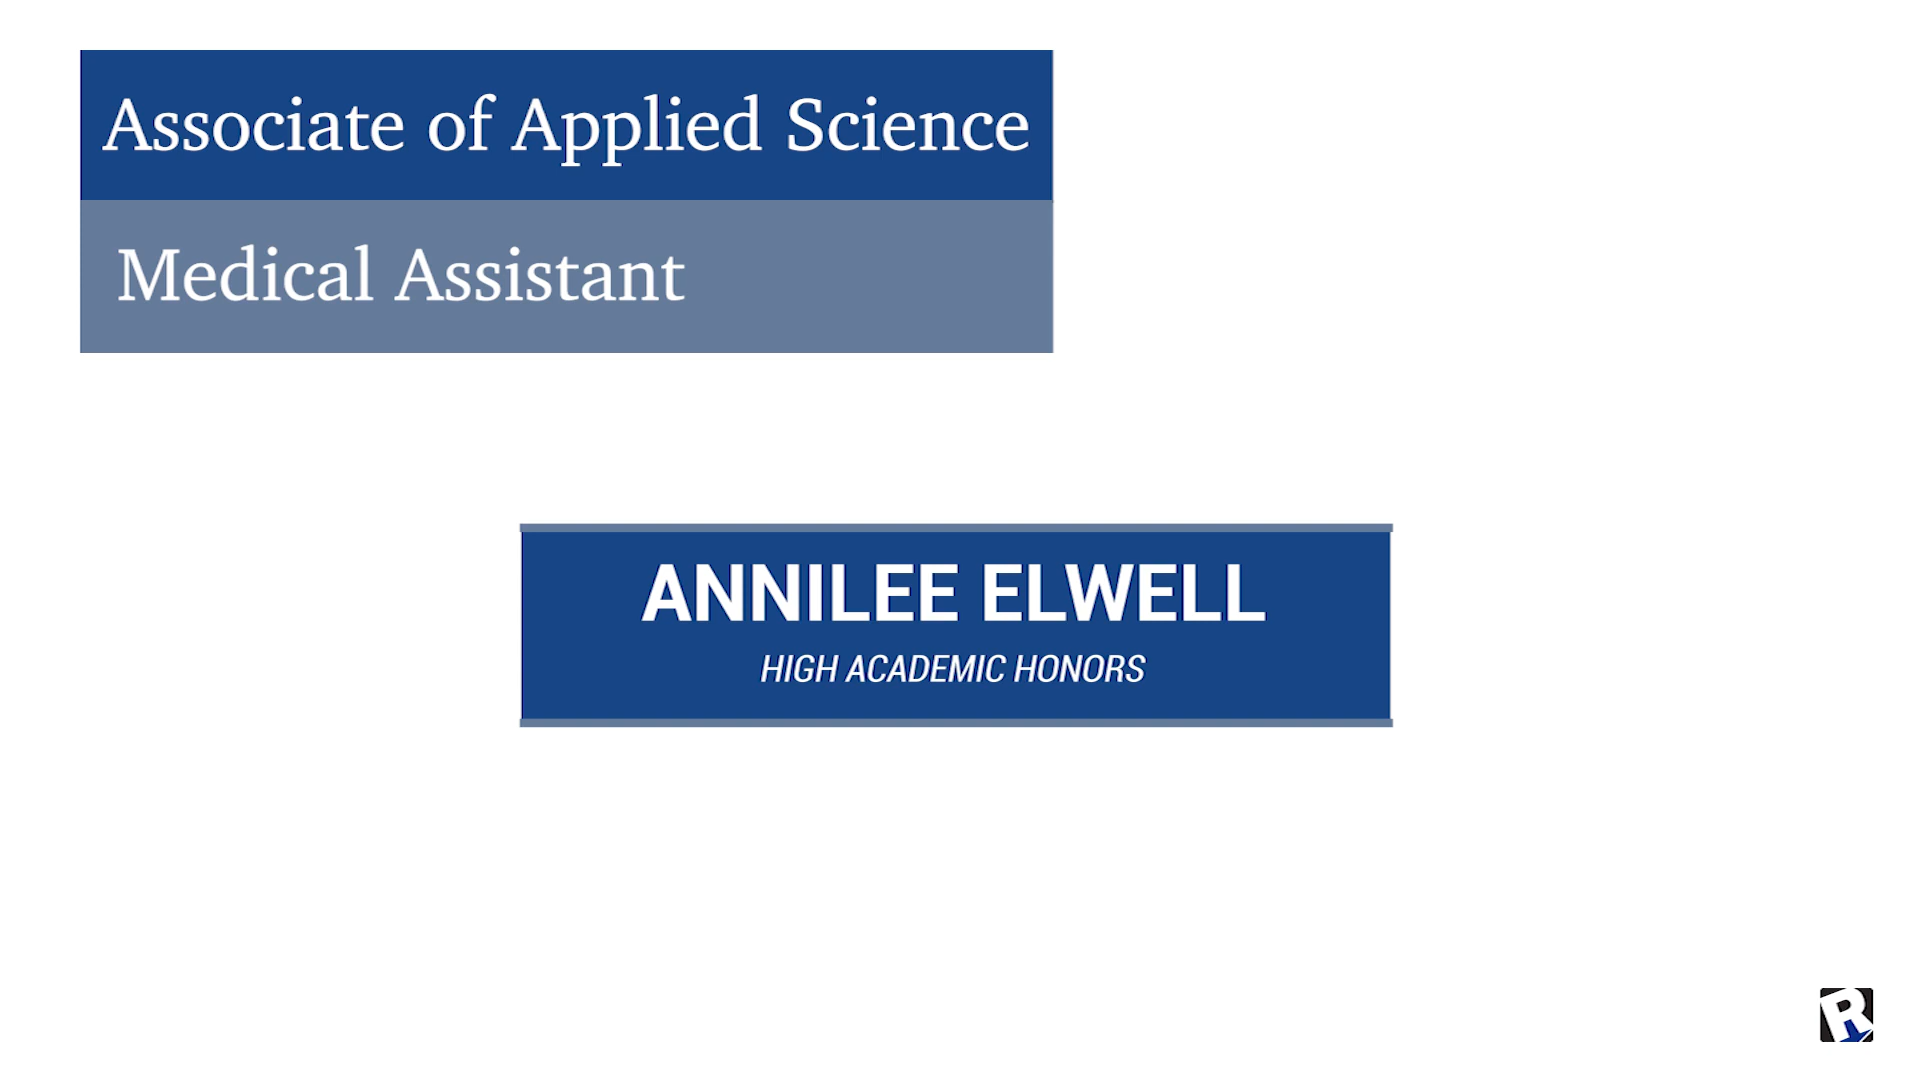 Associate of Applied Science
Medical Assistant
ANNILEE ELWELL
HIGH ACADEMIC HONORS
R